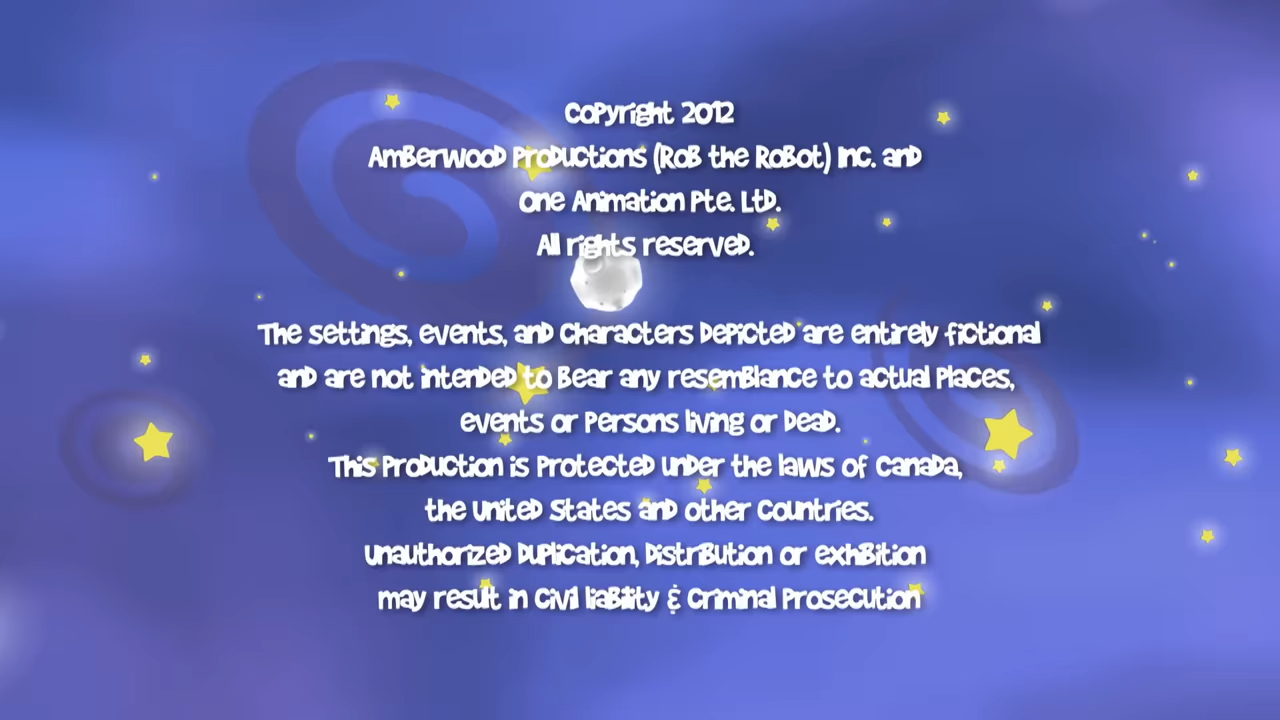 Copyright 2012
Amberwood Productions (Rob the Robot) Inc. and
One Animation Pte. Ltd.
All rights reserved.
The settings, events, and characters depicted are entirely fictional
and are not intended to bear any resemblance to actual places,
events or persons living or dead.
This production is protected under the laws of Canada,
the United States and other countries.
Unauthorized duplication, distribution or exhibition
may result in civil liability & criminal prosecution